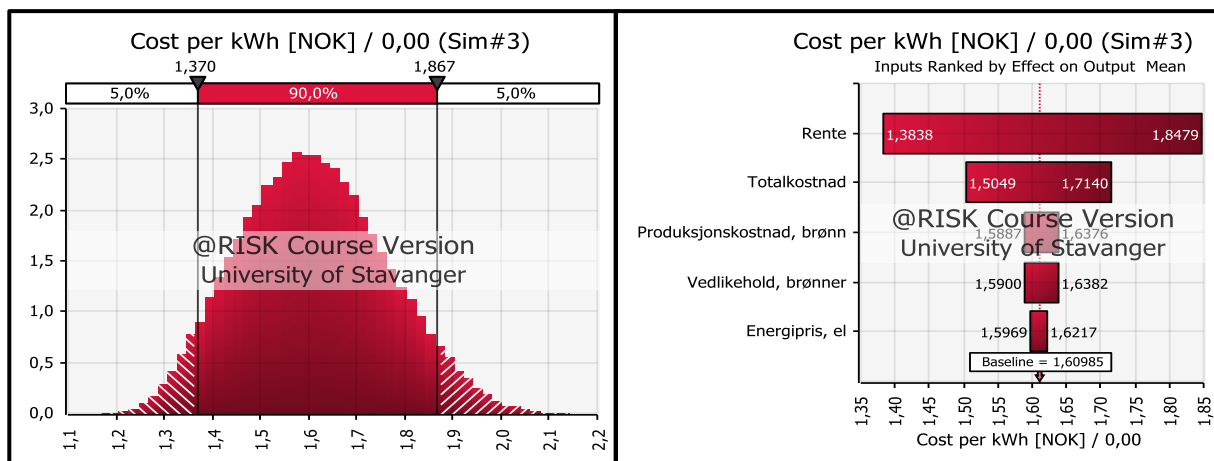 Cost per kWh [NOK] / 0,00 (Sim#3)
1,370 1,867
5,0% 90,0% 5,0%
3,0
2,5
2,0
1,5
1,0
0,5
0,0
@RISK Course Version
University of Stavanger
1,1 1,2 1,3 1,4 1,5 1,6 1,7 1,8 1,9 2,0 2,1 2,2
Cost per kWh [NOK] / 0,00 (Sim#3)
Inputs Ranked by Effect on Output Mean
Rente 1,3838 1,8479
Totalkostnad 1,5049 1,7140
@RISK Course Version
Produksjonskostnad, brønn 1,5887 1,6376
University of Stavanger
Vedlikehold, brønner 1,5900 1,6382
Energipris, el 1,5969 1,6217
Baseline = 1,60985
1,35 1,40 1,45 1,50 1,55 1,60 1,65 1,70 1,75 1,80 1,85
Cost per kWh [NOK] / 0,00